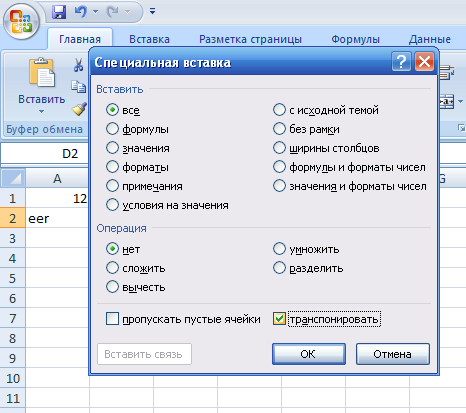 Главная Вставка Разметка страницы Формулы Данные
Вставить
Буфер обмена
D2
A G
1 12
2 eer
3
4
5
6
7
8
9
10
11
Специальная вставка
Вставить
все
формулы
значения
форматы
примечания
условия на значения
с исходной темой
без рамки
ширины столбцов
формулы и форматы чисел
значения и форматы чисел
Операция
нет
сложить
вычесть
умножить
разделить
пропускать пустые ячейки
транспонировать
Вставить связь
ОК
Отмена